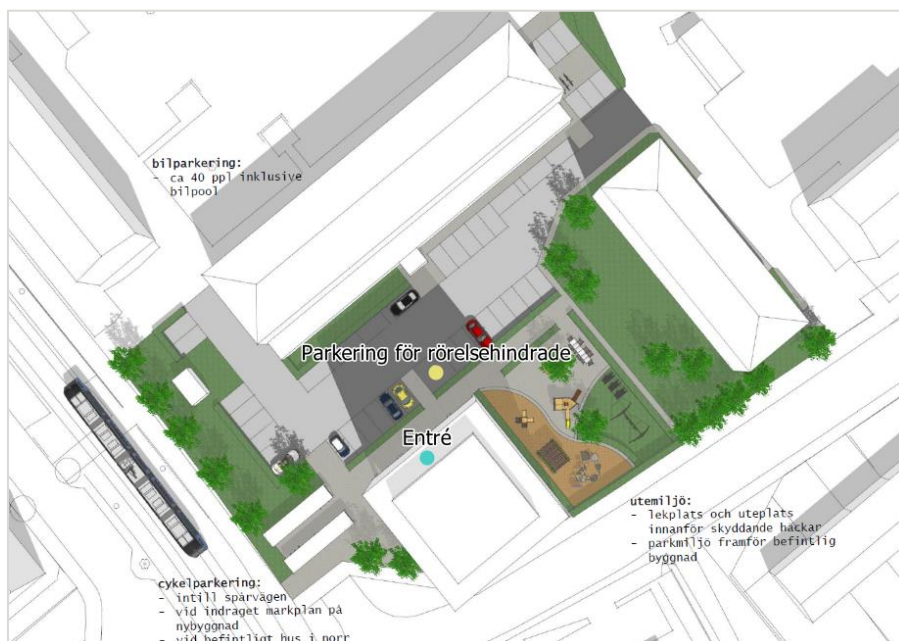 bilparkering:
- ca 40 ppl inklusive
bilpool
Parkering för rörelsehindrade
Entré
utemiljö:
- lekplats och uteplats
innanför skyddande häckar
- parkmiljö framför befintlig
byggnad
cykelparkering:
- intill spårvägen
- vid indraget markplan på
nybyggnad
- vid befintligt hus i norr